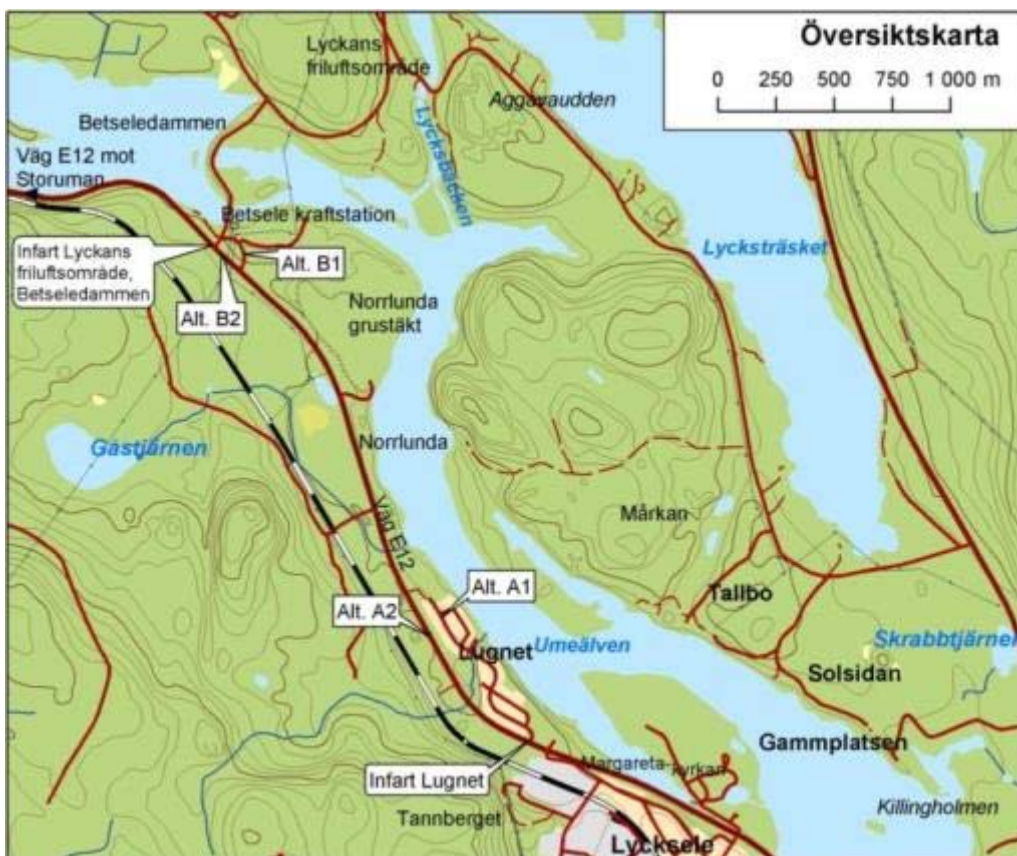 Översiktskarta
0 250 500 750 1 000 m
Lyckans
friluftsområde
Aggavaudden
Betseledammen
Lycksbäcken
Väg E12 mot
Storuman
Betsele kraftstation
Lycksträsket
Infart Lyckans
friluftsområde,
Betseledammen
Alt. B1
Alt. B2
Norrlunda
grustäkt
Gastjärnen
Norrlunda
Väg E12
Mårkan
Alt. A1
Alt. A2
Tallbo
Lugnet
Umeälven
Skrabbtjärnen
Solsidan
Gammplatsen
Infart Lugnet
Margareta-
kyrkan
Tannberget
Killingholmen
Lycksele